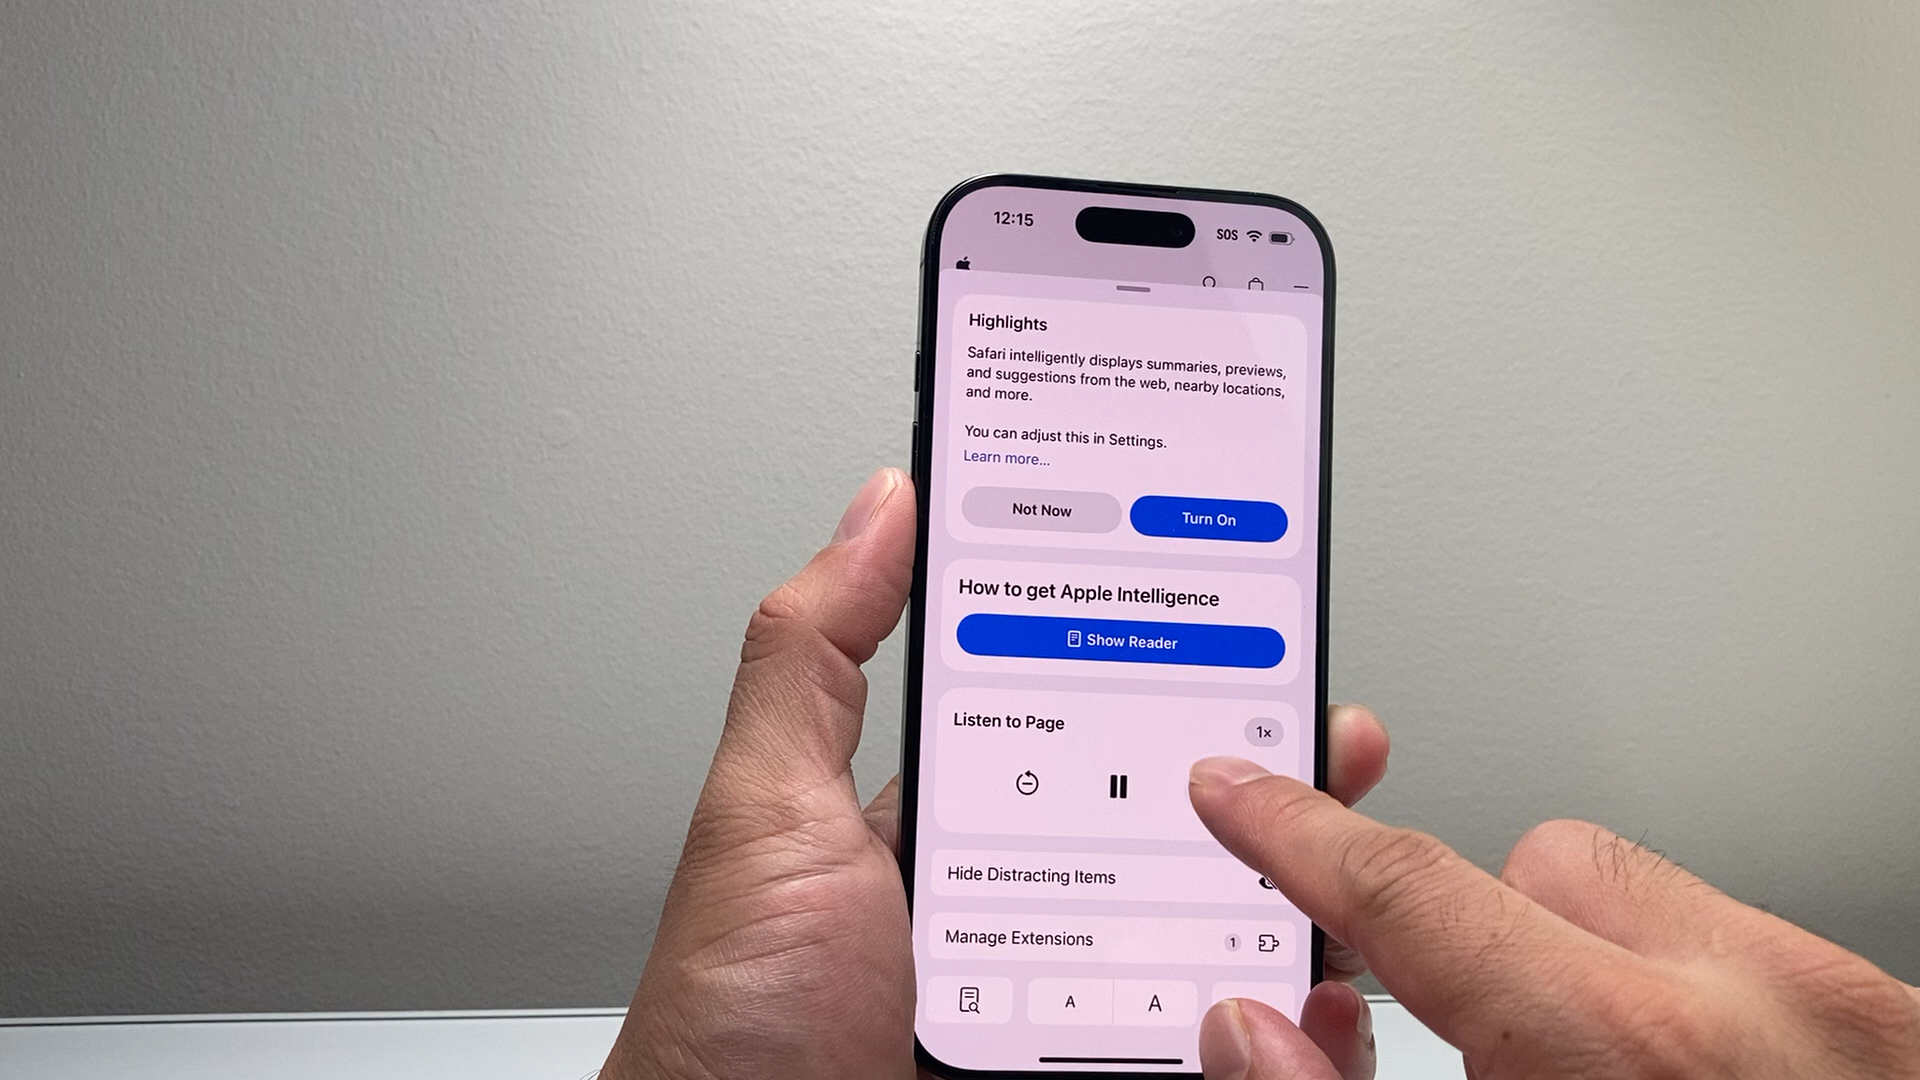 12:15
SOS
Highlights
Safari intelligently displays summaries, previews,
and suggestions from the web, nearby locations,
and more.
You can adjust this in Settings.
Learn more...
Not Now
Turn On
How to get Apple Intelligence
Show Reader
Listen to Page
1x
Hide Distracting Items
Manage Extensions
1
A
A